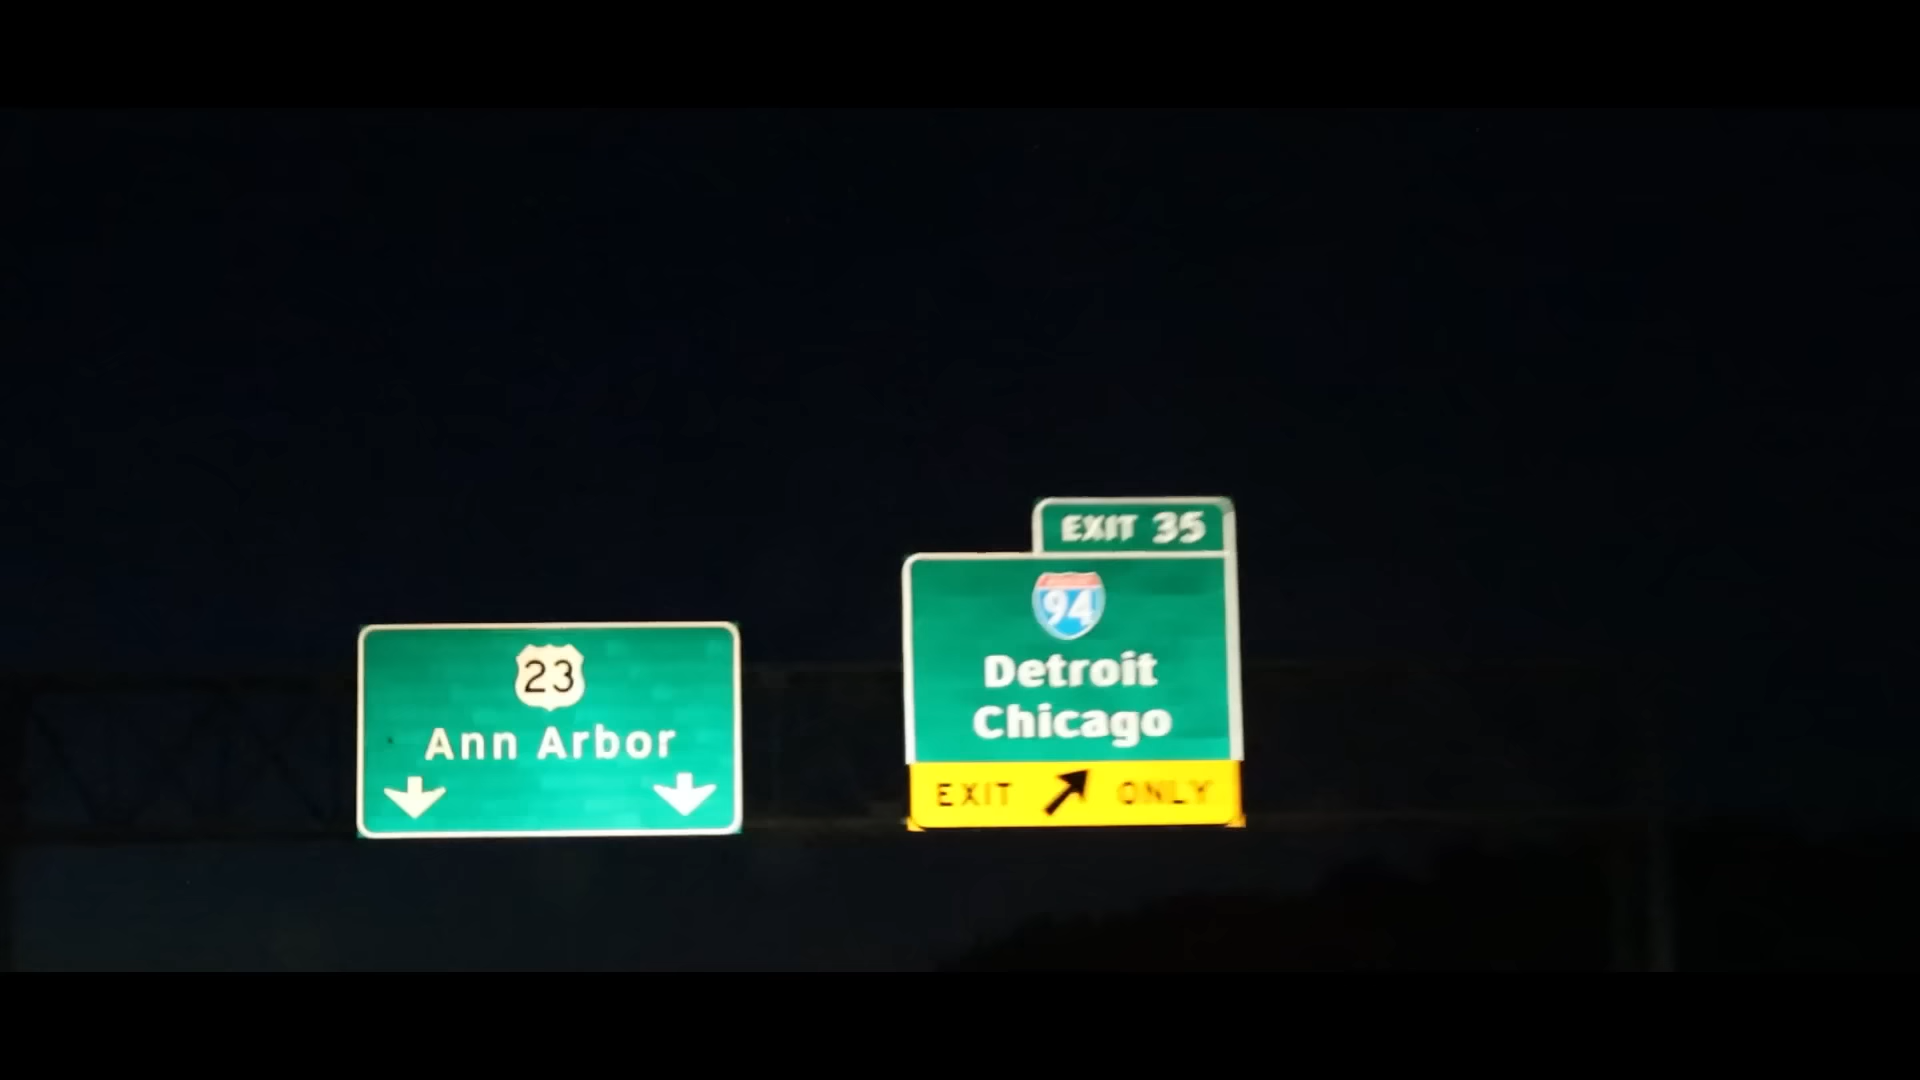 23
Ann Arbor
EXIT 35
94
Detroit
Chicago
EXIT ONLY